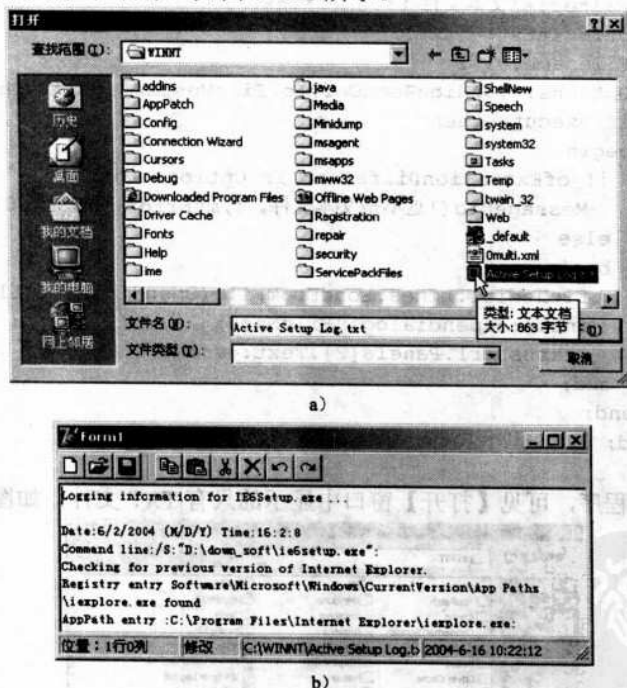 打开
查找范围(I):
WINNT
历史
桌面
我的文档
我的电脑
网上邻居
addins
AppPatch
Config
Connection Wizard
Cursors
Debug
Downloaded Program Files
Driver Cache
Fonts
Help
ime
java
Media
Minidump
msagent
msapps
mww32
Offline Web Pages
Registration
repair
security
ServicePackFiles
ShellNew
Speech
system
system32
Tasks
Temp
twain_32
Web
_default
0multi.xml
Active Setup Log.txt
类型: 文本文档
大小: 863 字节
文件名(N):
Active Setup Log.txt
(O)
文件类型(T):
取消
a)
Form1
Logging information for IE6Setup.exe ...
Date:6/2/2004 (M/D/Y) Time:16:2:8
Command line:/S:"D:\down_soft\ie6setup.exe":
Checking for previous version of Internet Explorer.
Registry entry Software\Microsoft\Windows\CurrentVersion\App Paths
\iexplore.exe found
AppPath entry :C:\Program Files\Internet Explorer\iexplore.exe:
位置：1行0列
修改
C:\WINNT\Active Setup Log.t
2004-6-16 10:22:12
b)